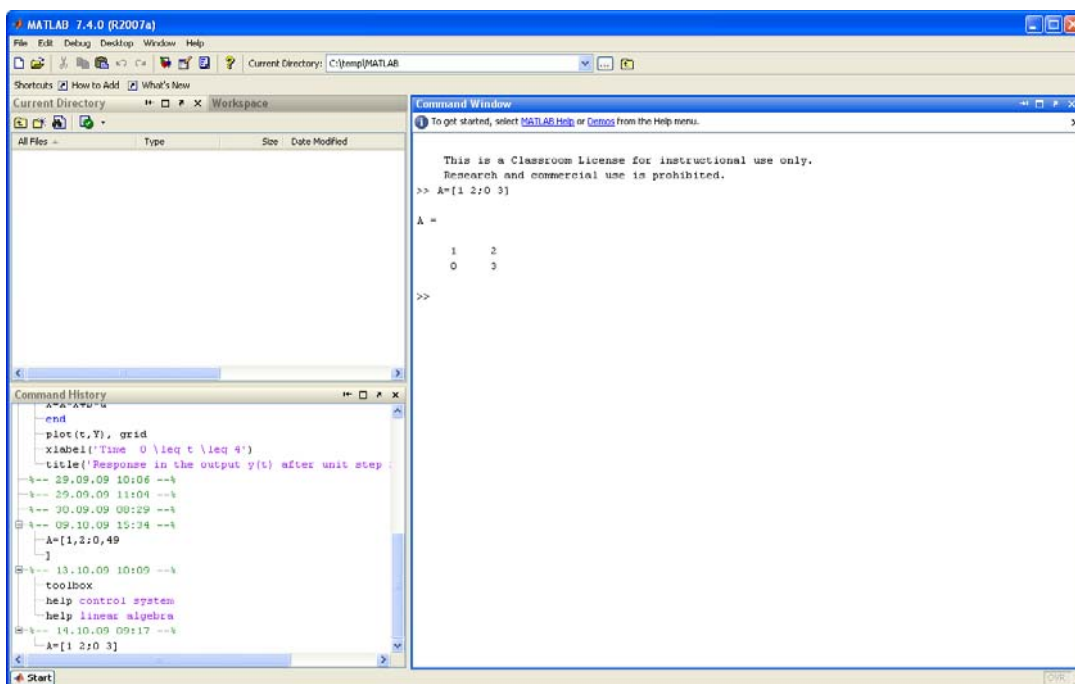 MATLAB 7.4.0 (R2007a)
File Edit Debug Desktop Window Help
Current Directory: C:\temp\MATLAB
Shortcuts How to Add What's New
Current Directory Workspace
All Files Type Size Date Modified
Command History
end
plot(t,Y), grid
xlabel('Time 0 \leq t \leq 4')
title('Response in the output y(t) after unit step
%-- 29.09.09 10:06 --%
%-- 29.09.09 11:04 --%
%-- 30.09.09 08:29 --%
%-- 09.10.09 15:34 --%
A=[1,2;0,49
]
%-- 13.10.09 10:09 --%
toolbox
help control system
help linear algebra
%-- 14.10.09 09:17 --%
A=[1 2;0 3]
Command Window
To get started, select MATLAB Help or Demos from the Help menu.
This is a Classroom License for instructional use only.
Research and commercial use is prohibited.
>> A=[1 2;0 3]
A =
1 2
0 3
>>
Start
OVR